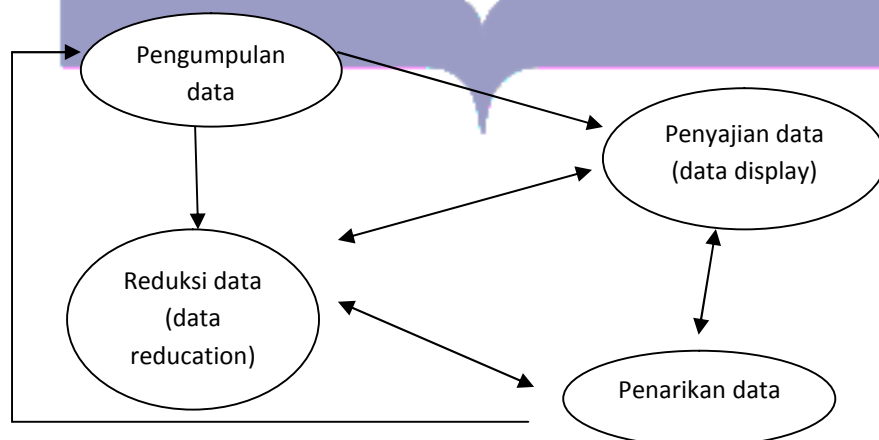 Pengumpulan
data
Penyajian data
(data display)
Reduksi data
(data
reducation)
Penarikan data